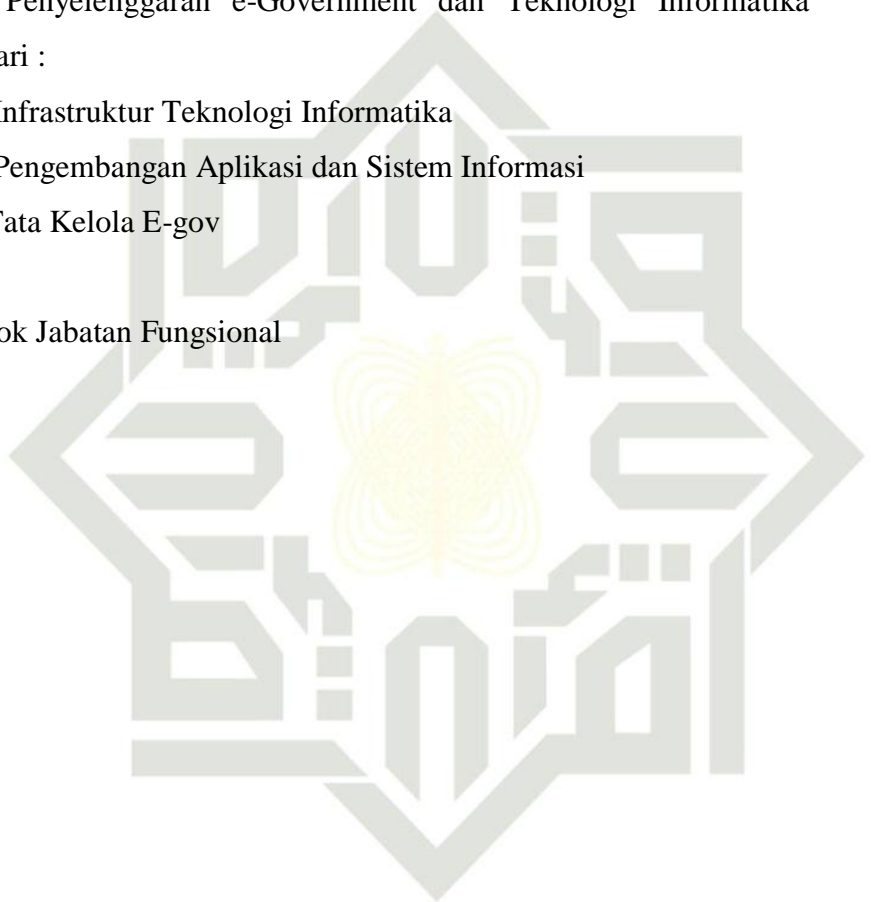 Penyelenggaran e-Government dan Teknologi Informatika
ari :
Infrastruktur Teknologi Informatika
Pengembangan Aplikasi dan Sistem Informasi
Tata Kelola E-gov
ok Jabatan Fungsional